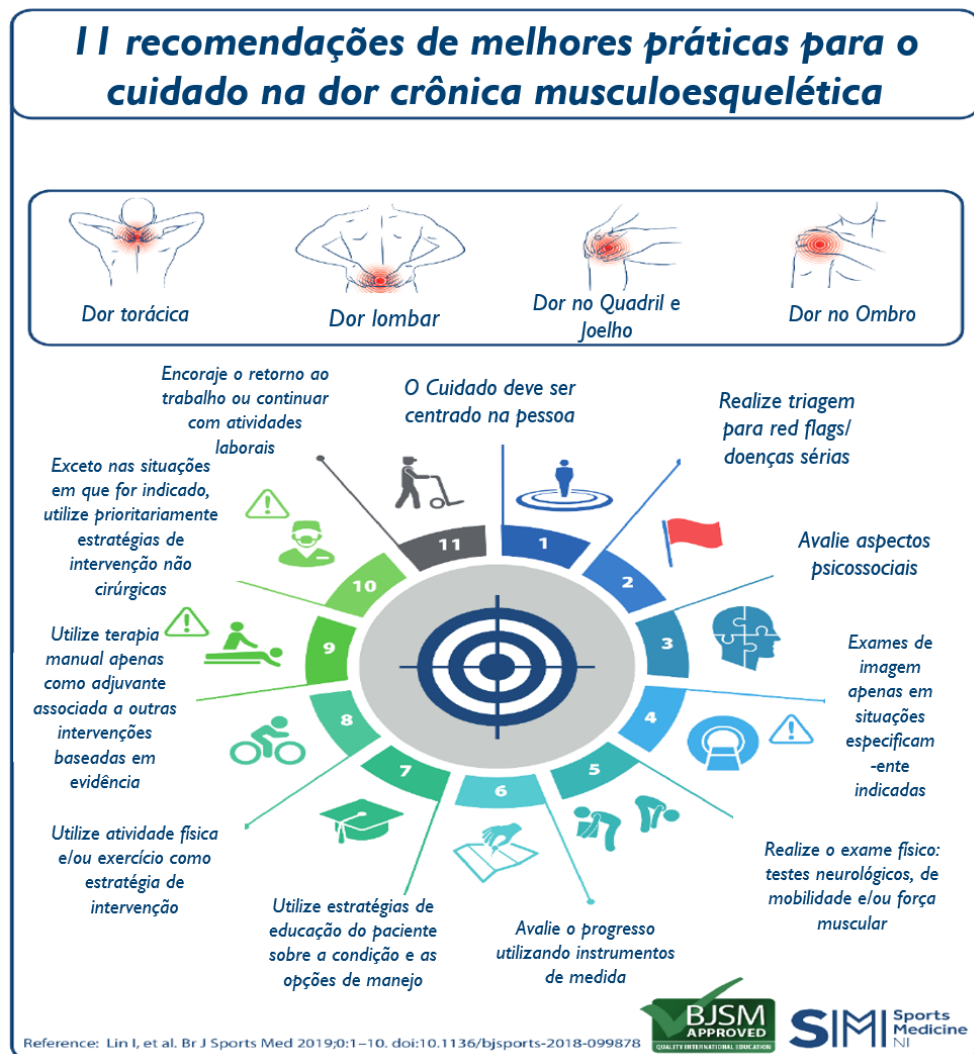 11 recomendações de melhores práticas para o
cuidado na dor crônica musculoesquelética
Dor torácica
Dor lombar
Dor no Quadril e
Joelho
Dor no Ombro
O Cuidado deve ser
centrado na pessoa
Realize triagem
para red flags/
doenças sérias
Avalie aspectos
psicossociais
Exames de
imagem
apenas em
situações
especificam
-ente
indicadas
Realize o exame físico:
testes neurológicos, de
mobilidade e/ou força
muscular
Avalie o progresso
utilizando instrumentos
de medida
Utilize estratégias de
educação do paciente
sobre a condição e as
opções de manejo
Utilize atividade física
e/ou exercício como
estratégia de
intervenção
Utilize terapia
manual apenas
como adjuvante
associada a outras
intervenções
baseadas em
evidência
Exceto nas situações
em que for indicado,
utilize prioritariamente
estratégias de
intervenção não
cirúrgicas
Encoraje o retorno ao
trabalho ou continuar
com atividades
laborais
1
2
3
4
5
6
7
8
9
10
11
BJSM
APPROVED
QUALITY INTERNATIONAL EDUCATION
SIMI
Sports
Medicine
NI
Reference: Lin I, et al. Br J Sports Med 2019;0:1–10. doi:10.1136/bjsports-2018-099878